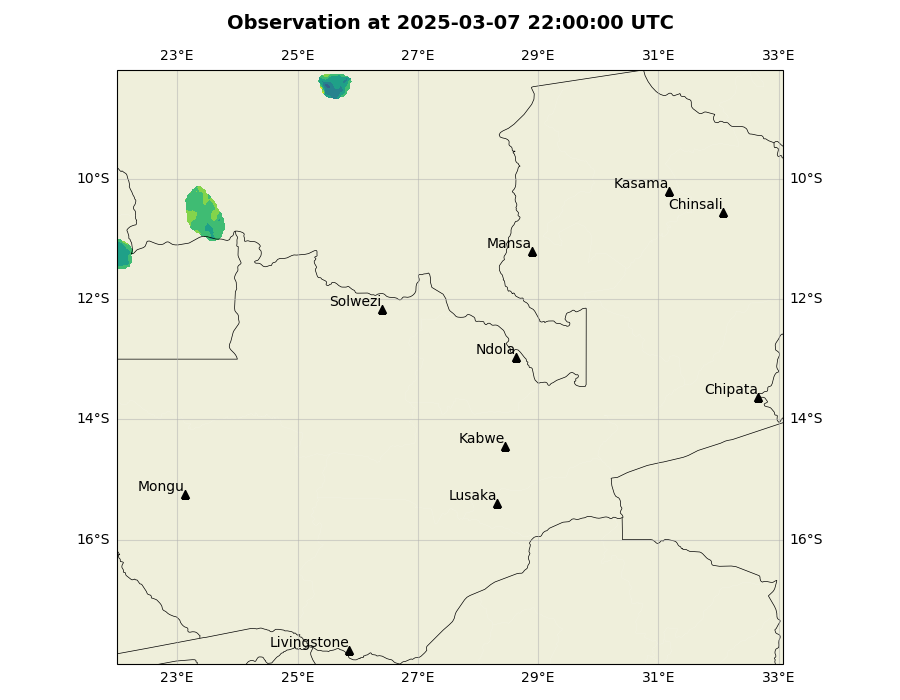 Observation at 2025-03-07 22:00:00 UTC
23°E 25°E 27°E 29°E 31°E 33°E
10°S 10°S
Kasama
Chinsali
Mansa
12°S 12°S
Solwezi
Ndola
Chipata
14°S 14°S
Kabwe
Mongu
Lusaka
16°S 16°S
Livingstone
23°E 25°E 27°E 29°E 31°E 33°E